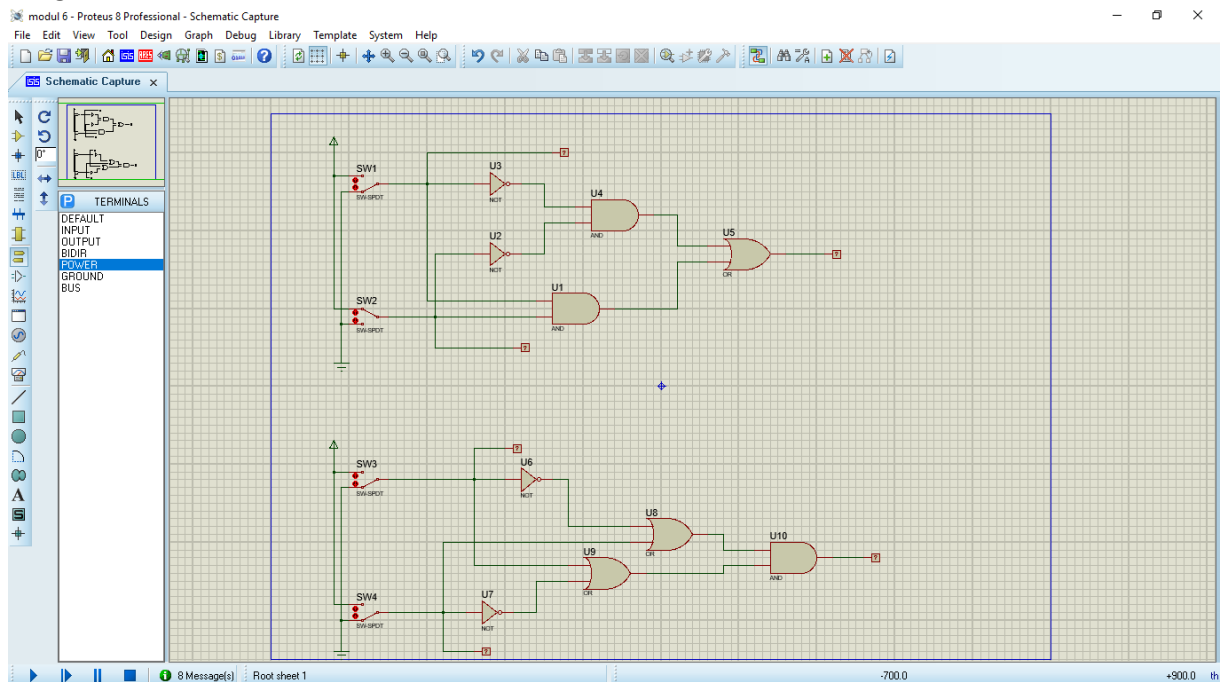 modul 6 - Proteus 8 Professional - Schematic Capture
File Edit View Tool Design Graph Debug Library Template System Help
Schematic Capture x
0°
LBL
P TERMINALS
DEFAULT
INPUT
OUTPUT
BIDIR
POWER
GROUND
BUS
A
S
SW1
SW-SPDT
U3
NOT
?
U4
AND
U2
NOT
U5
OR
?
SW2
SW-SPDT
U1
AND
?
SW3
SW-SPDT
?
U6
NOT
U8
OR
U10
AND
?
U9
OR
SW4
SW-SPDT
U7
NOT
?
8 Message(s) Root sheet 1 -700.0 +900.0 th